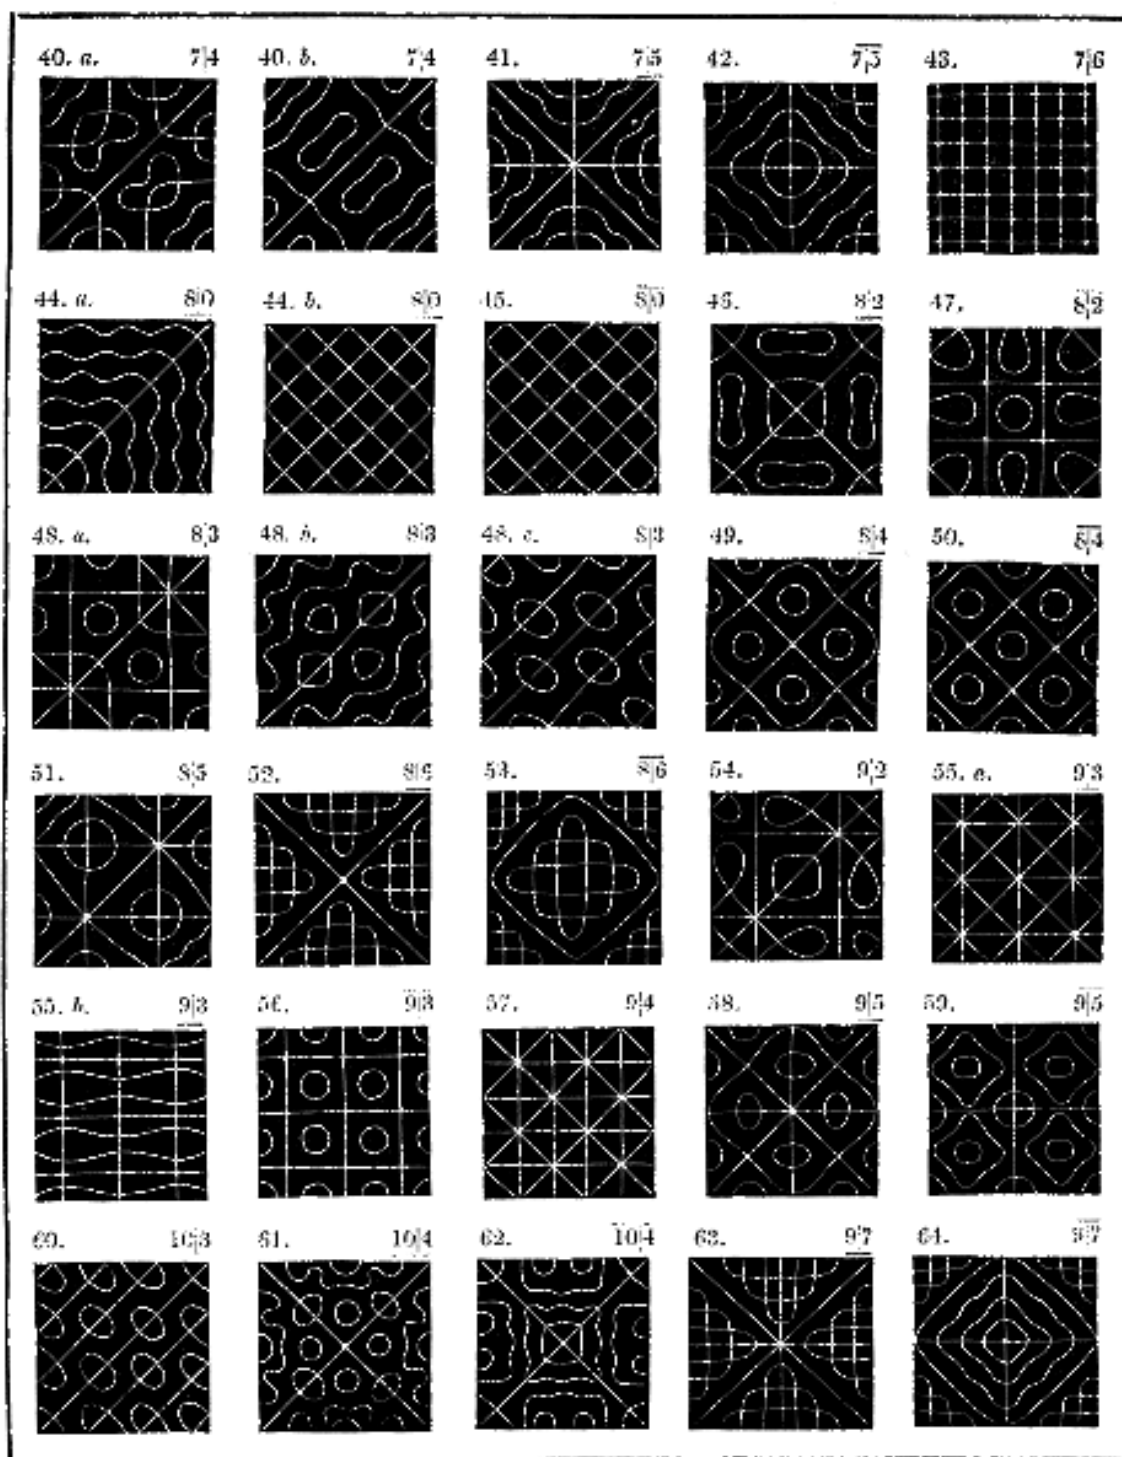 40. a. 7|4 40. b. 7|4 41. 7|5 42. 7|5 43. 7|6
44. a. 8|0 44. b. 8|0 45. 8|0 46. 8|2 47. 8|2
48. a. 8|3 48. b. 8|3 48. c. 8|3 49. 8|4 50. 8|4
51. 8|5 52. 53. 8|6 54. 9|2 55. a. 9|3
55. b. 9|3 56. 9|3 57. 9|4 58. 9|5 59. 9|5
60. 10|3 61. 10|4 62. 10|4 63. 9|7 64. 9|7